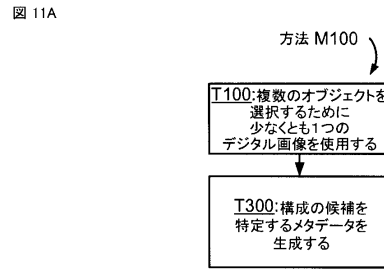 図 11A
方法 M100
T100:複数のオブジェクトを
選択するために
少なくとも1つの
デジタル画像を使用する
T300:構成の候補を
特定するメタデータを
生成する